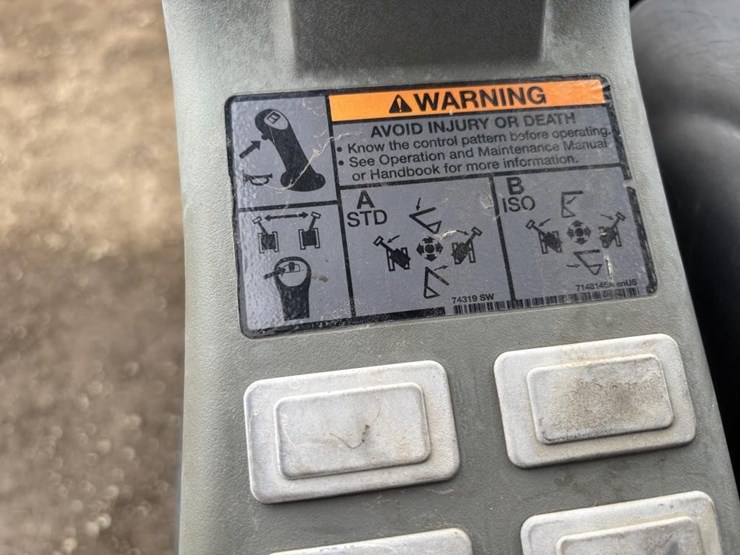 WARNING
AVOID INJURY OR DEATH
• Know the control pattern before operating.
• See Operation and Maintenance Manual
or Handbook for more information.
A
STD
B
ISO
74319 SW
enUS